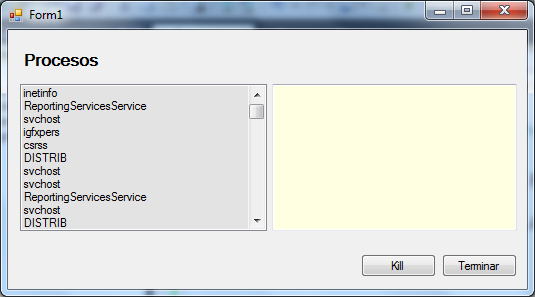 Form1
Procesos
inetinfo
ReportingServicesService
svchost
igfxpers
csrss
DISTRIB
svchost
svchost
ReportingServicesService
svchost
DISTRIB
Kill
Terminar